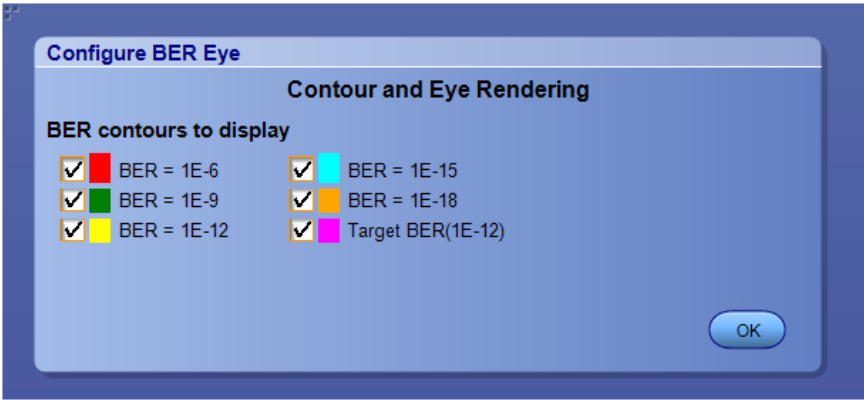 Configure BER Eye
Contour and Eye Rendering
BER contours to display
BER = 1E-6
BER = 1E-15
BER = 1E-9
BER = 1E-18
BER = 1E-12
Target BER(1E-12)
OK